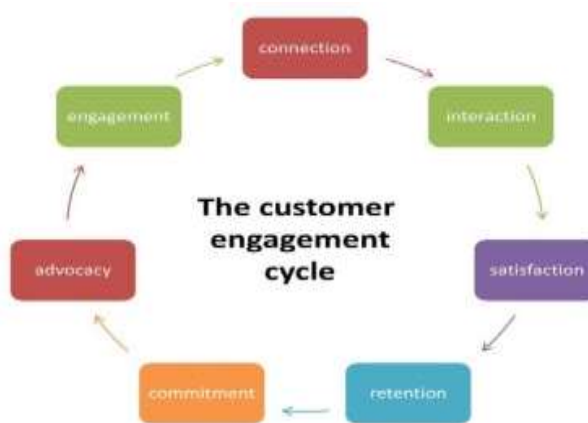 connection
engagement
interaction
The customer
engagement
cycle
advocacy
satisfaction
commitment
retention